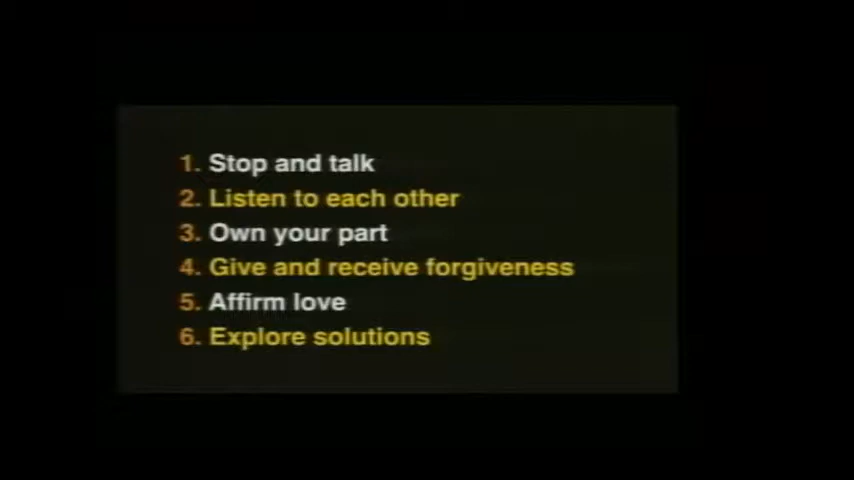 1. Stop and talk
2. Listen to each other
3. Own your part
4. Give and receive forgiveness
5. Affirm love
6. Explore solutions